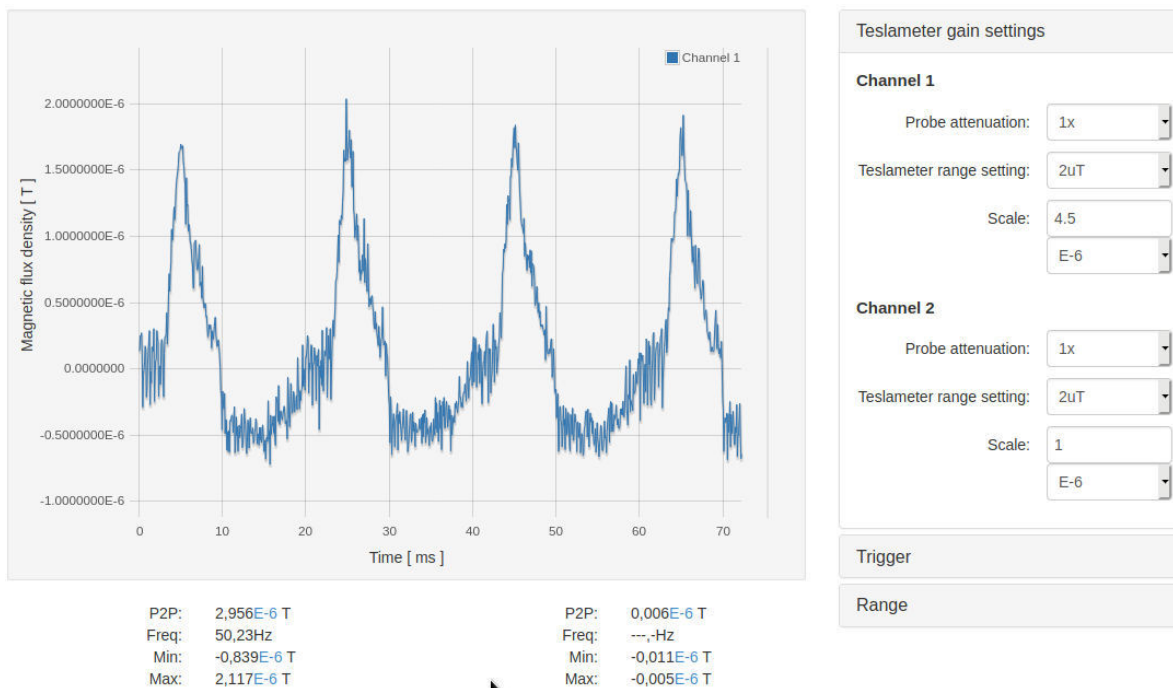 Channel 1
2.0000000E-6
1.5000000E-6
1.0000000E-6
0.5000000E-6
0.0000000
-0.5000000E-6
-1.0000000E-6
Magnetic flux density [ T ]
0 10 20 30 40 50 60 70
Time [ ms ]
P2P: 2,956E-6 T
Freq: 50,23Hz
Min: -0,839E-6 T
Max: 2,117E-6 T
P2P: 0,006E-6 T
Freq: ---,-Hz
Min: -0,011E-6 T
Max: -0,005E-6 T
Teslameter gain settings
Channel 1
Probe attenuation: 1x
Teslameter range setting: 2uT
Scale: 4.5
E-6
Channel 2
Probe attenuation: 1x
Teslameter range setting: 2uT
Scale: 1
E-6
Trigger
Range